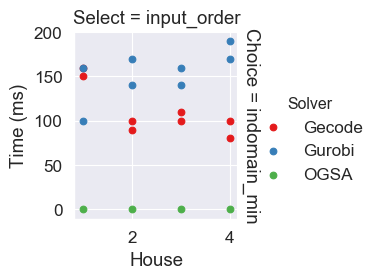 Select = input_order
200
150
100
50
0
Time (ms)
2
4
House
Choice = indomain_min
Solver
Gecode
Gurobi
OGSA